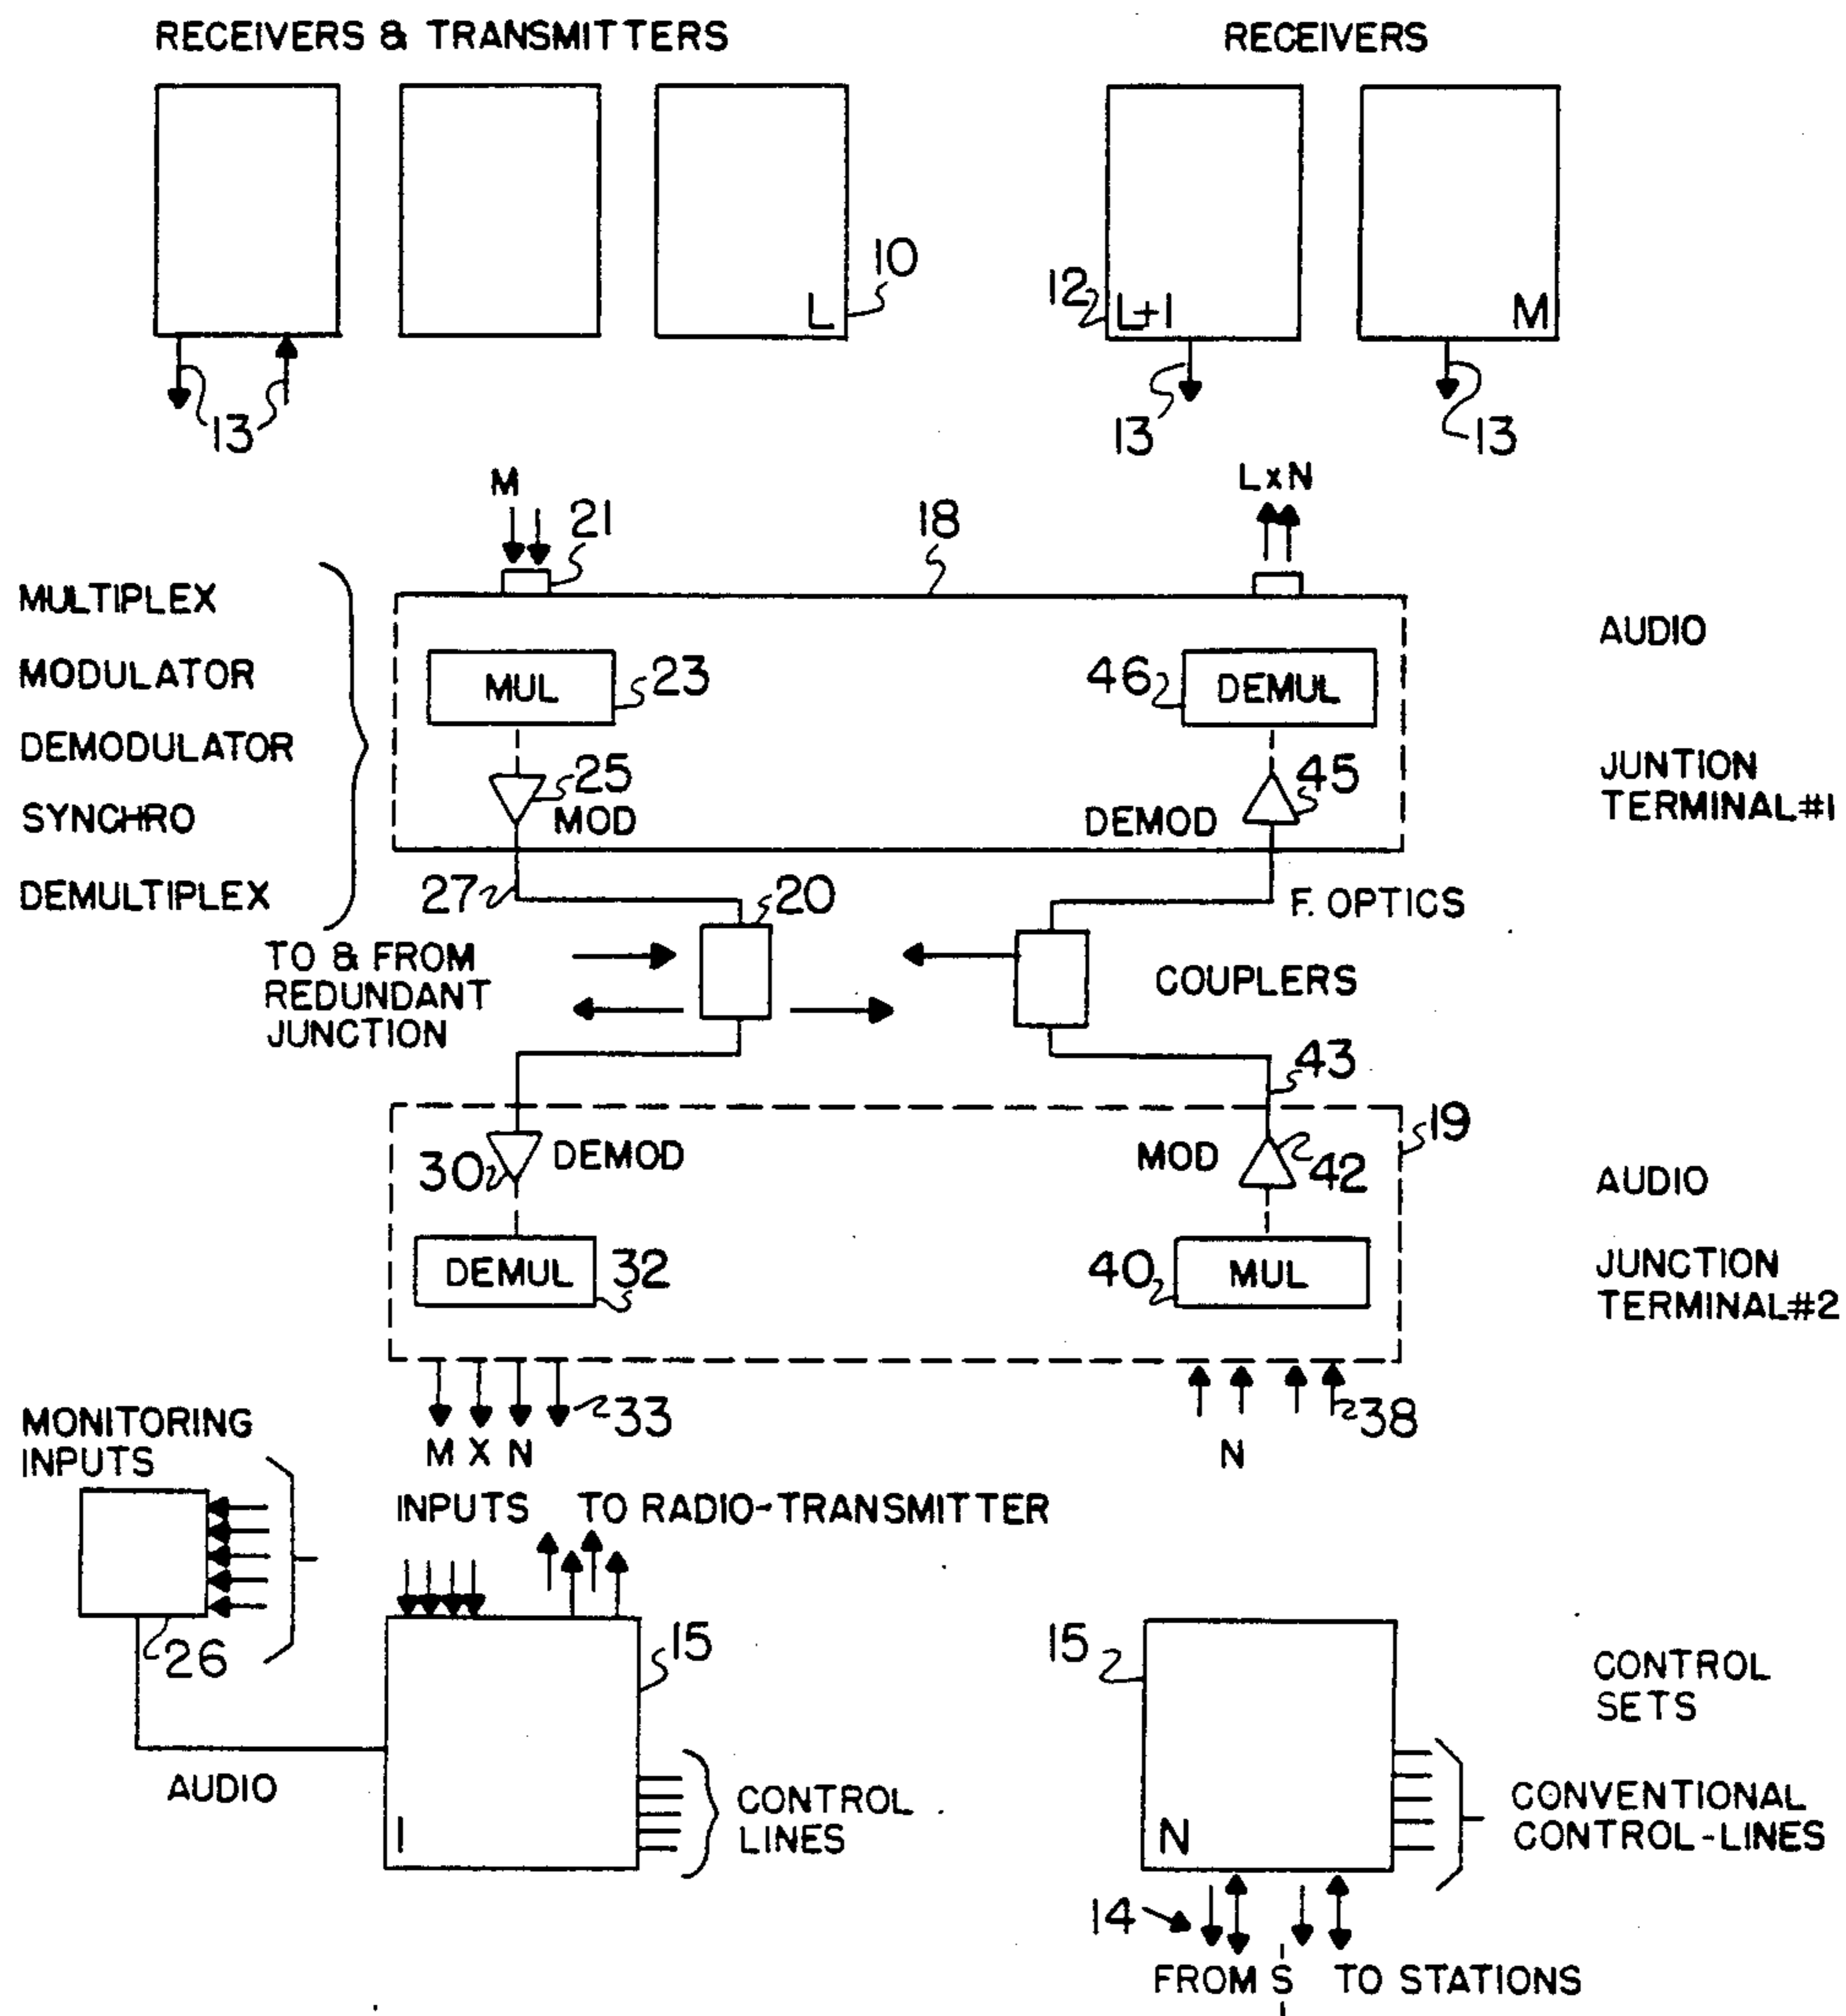 RECEIVERS & TRANSMITTERS
RECEIVERS
10
L
12
L+1
M
13
13
13
M
21
18
LxN
MULTIPLEX
MODULATOR
DEMODULATOR
SYNCHRO
DEMULTIPLEX
MUL
23
46
DEMUL
AUDIO
25
MOD
DEMOD
45
JUNTION
TERMINAL#1
27
20
F. OPTICS
TO & FROM
REDUNDANT
JUNCTION
COUPLERS
43
30
DEMOD
MOD
42
19
AUDIO
DEMUL
32
40
MUL
JUNCTION
TERMINAL#2
33
M X N
38
N
MONITORING
INPUTS
INPUTS
TO RADIO-TRANSMITTER
26
15
15
CONTROL
SETS
AUDIO
I
CONTROL
LINES
N
CONVENTIONAL
CONTROL-LINES
14
FROM S TO STATIONS